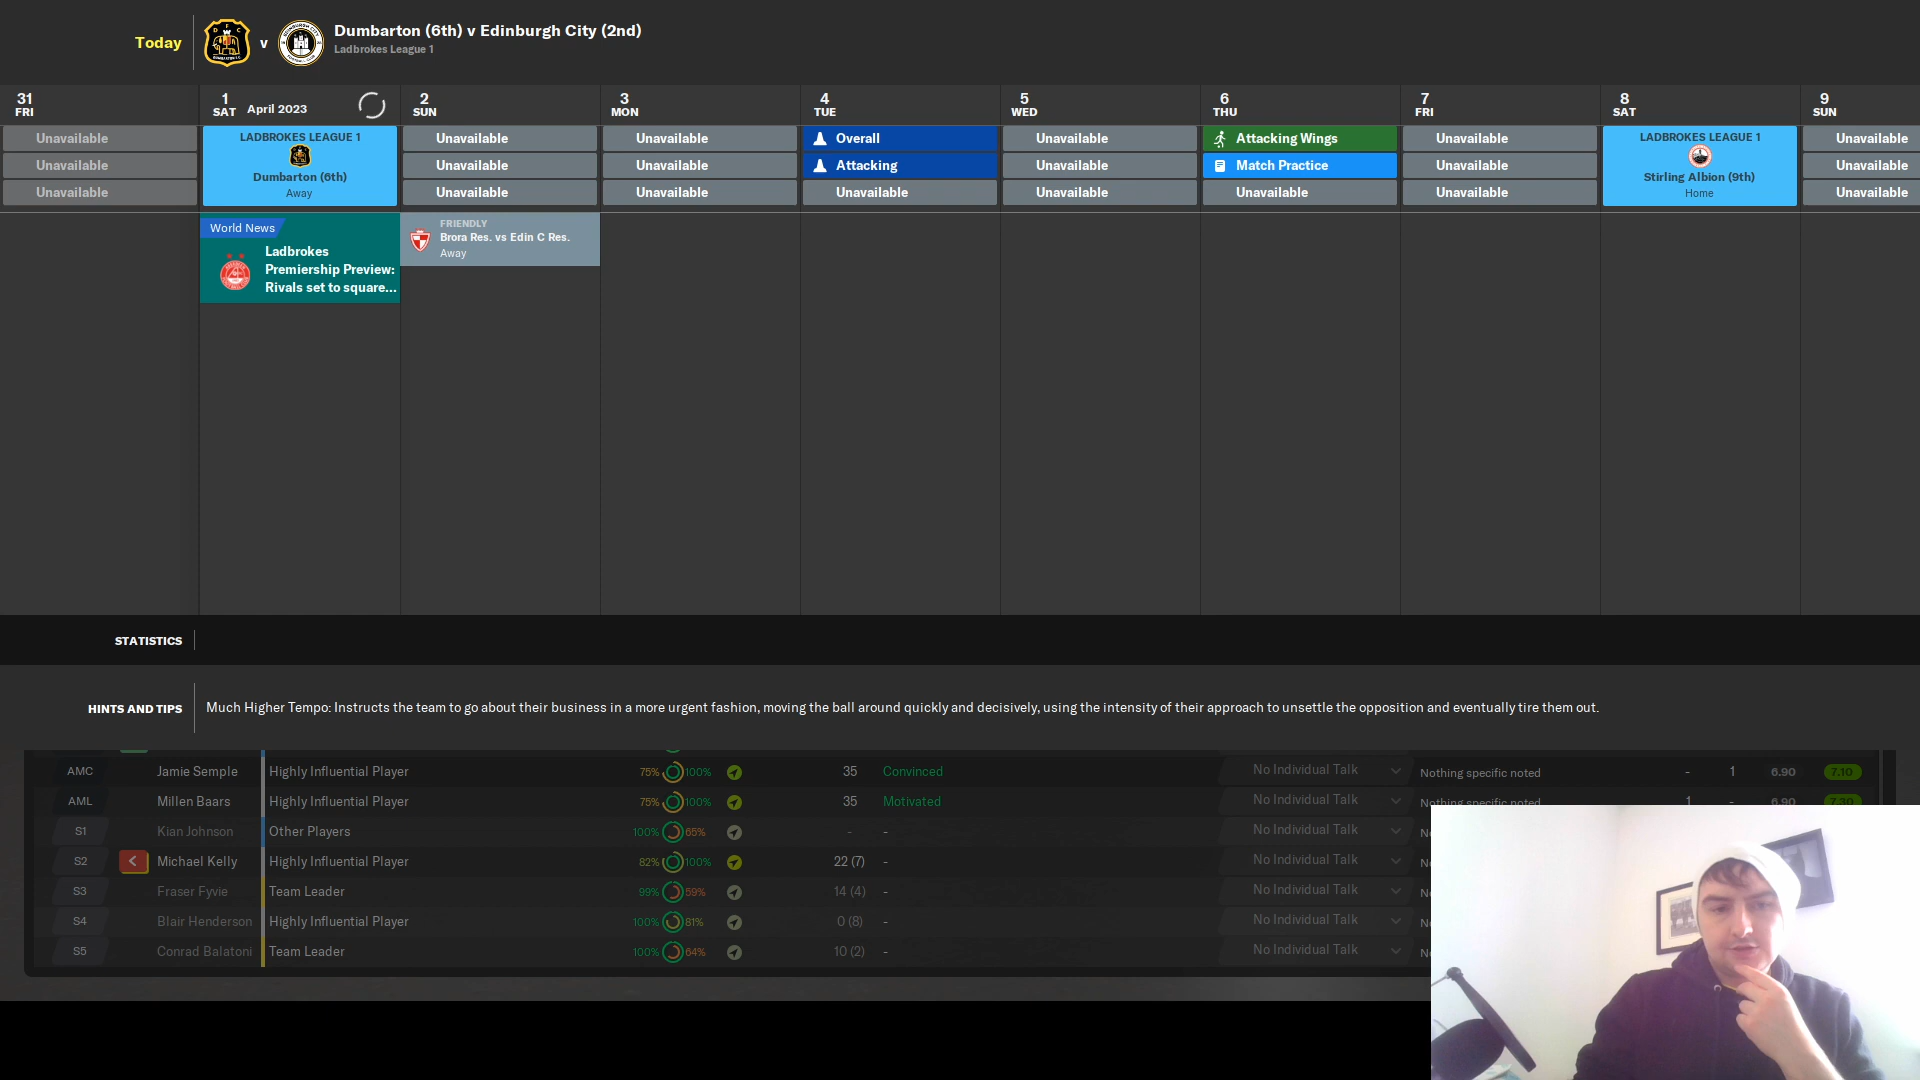 Today
v
Dumbarton (6th) v Edinburgh City (2nd)
Ladbrokes League 1
31
FRI
1
SAT April 2023
2
SUN
3
MON
4
TUE
5
WED
6
THU
7
FRI
8
SAT
9
SUN
Unavailable
Unavailable
Unavailable
LADBROKES LEAGUE 1
Dumbarton (6th)
Away
Unavailable
Unavailable
Unavailable
Unavailable
Unavailable
Unavailable
Overall
Attacking
Unavailable
Unavailable
Unavailable
Unavailable
Attacking Wings
Match Practice
Unavailable
Unavailable
Unavailable
Unavailable
LADBROKES LEAGUE 1
Stirling Albion (9th)
Home
Unavailable
Unavailable
Unavailable
World News
Ladbrokes
Premiership Preview:
Rivals set to square...
FRIENDLY
Brora Res. vs Edin C Res.
Away
STATISTICS
HINTS AND TIPS
Much Higher Tempo: Instructs the team to go about their business in a more urgent fashion, moving the ball around quickly and decisively, using the intensity of their approach to unsettle the opposition and eventually tire them out.
AMC Jamie Semple Highly Influential Player 75% 100% 35 Convinced No Individual Talk Nothing specific noted - 1 6.90 7.10
AML Millen Baars Highly Influential Player 75% 100% 35 Motivated No Individual Talk Nothing specific noted 1 - 6.90
S1 Kian Johnson Other Players 100% 65% - - No Individual Talk No
S2 Michael Kelly Highly Influential Player 82% 100% 22 (7) - No Individual Talk No
S3 Fraser Fyvie Team Leader 99% 59% 14 (4) - No Individual Talk No
S4 Blair Henderson Highly Influential Player 100% 81% 0 (8) - No Individual Talk No
S5 Conrad Balatoni Team Leader 100% 64% 10 (2) - No Individual Talk No